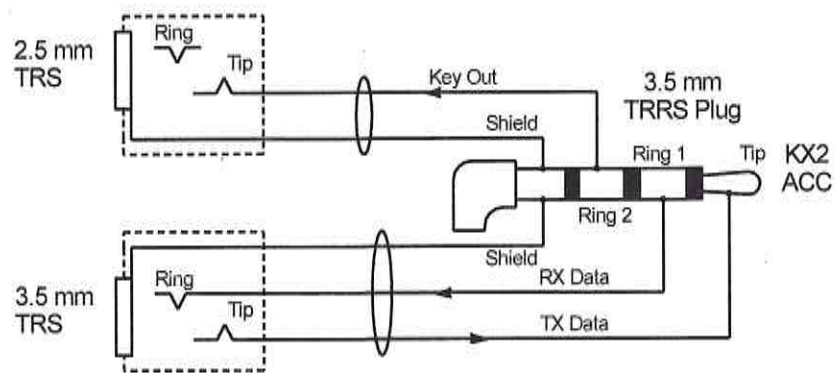 2.5 mm
TRS
Ring
Tip
Key Out
Shield
3.5 mm
TRRS Plug
Ring 1
Tip
KX2
ACC
Ring 2
Shield
3.5 mm
TRS
Ring
Tip
RX Data
TX Data